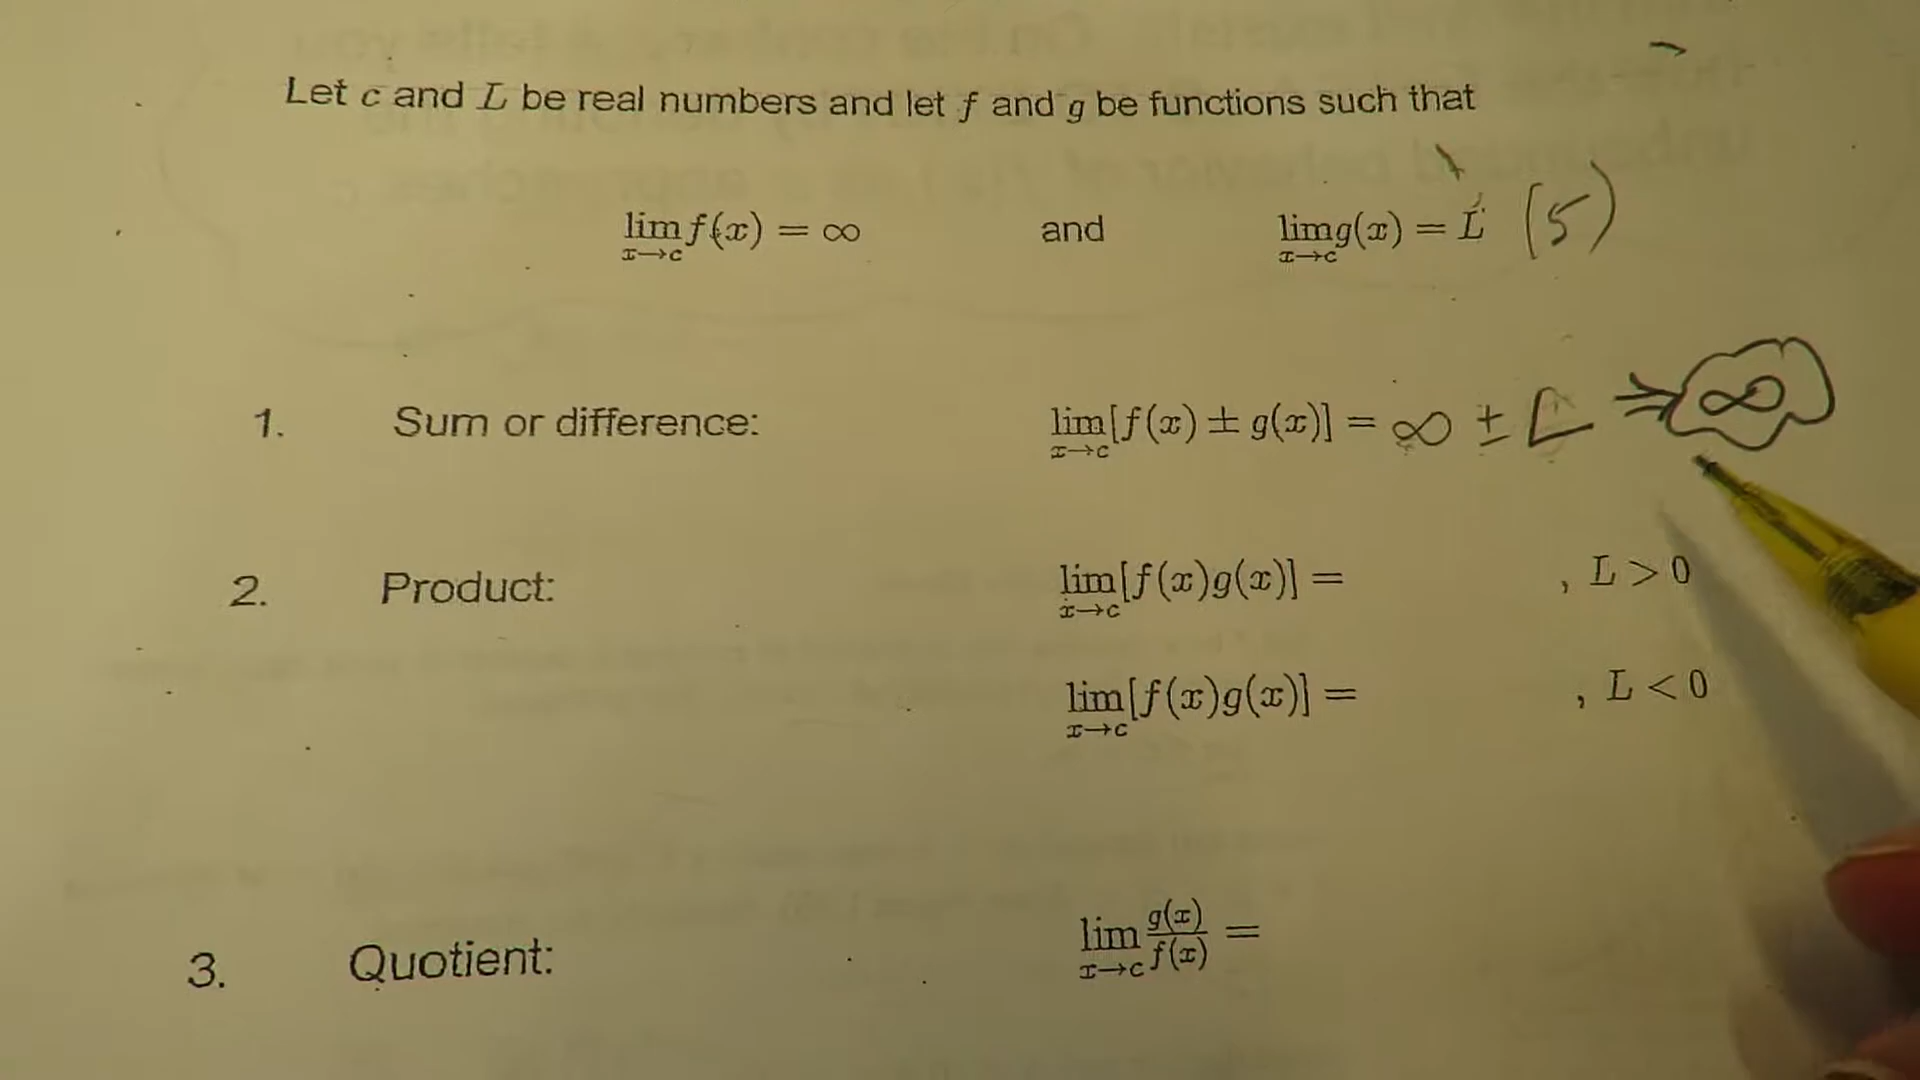 Let c and L be real numbers and let f and g be functions such that
lim x→c f(x) = ∞ and lim x→c g(x) = L (5)
1. Sum or difference: lim x→c [f(x) ± g(x)] = ∞ ± L ⇒ ∞
2. Product: lim x→c [f(x)g(x)] = , L > 0
lim x→c [f(x)g(x)] = , L < 0
3. Quotient: lim x→c g(x)/f(x) =